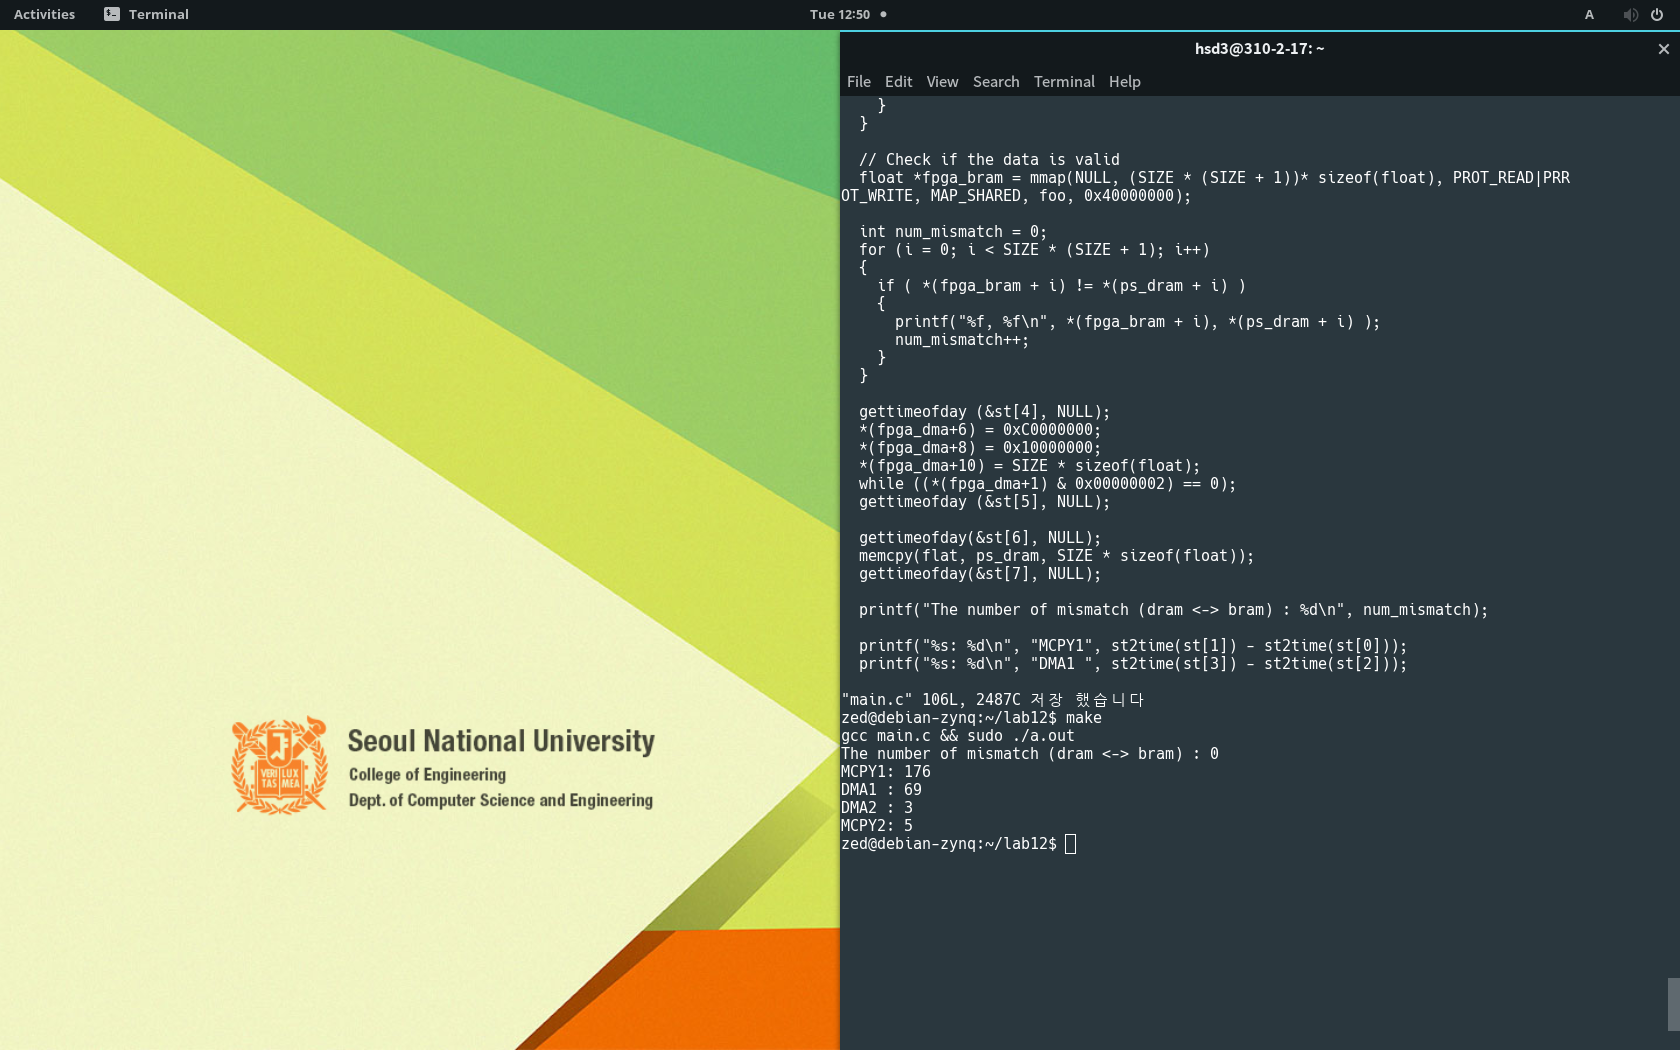 Activities Terminal Tue 12:50 A
hsd3@310-2-17: ~
File Edit View Search Terminal Help
    }
  }

  // Check if the data is valid
  float *fpga_bram = mmap(NULL, (SIZE * (SIZE + 1))* sizeof(float), PROT_READ|PRR
OT_WRITE, MAP_SHARED, foo, 0x40000000);

  int num_mismatch = 0;
  for (i = 0; i < SIZE * (SIZE + 1); i++)
  {
    if ( *(fpga_bram + i) != *(ps_dram + i) )
    {
      printf("%f, %f\n", *(fpga_bram + i), *(ps_dram + i) );
      num_mismatch++;
    }
  }

  gettimeofday (&st[4], NULL);
  *(fpga_dma+6) = 0xC0000000;
  *(fpga_dma+8) = 0x10000000;
  *(fpga_dma+10) = SIZE * sizeof(float);
  while ((*(fpga_dma+1) & 0x00000002) == 0);
  gettimeofday (&st[5], NULL);

  gettimeofday(&st[6], NULL);
  memcpy(flat, ps_dram, SIZE * sizeof(float));
  gettimeofday(&st[7], NULL);

  printf("The number of mismatch (dram <-> bram) : %d\n", num_mismatch);

  printf("%s: %d\n", "MCPY1", st2time(st[1]) - st2time(st[0]));
  printf("%s: %d\n", "DMA1 ", st2time(st[3]) - st2time(st[2]));

"main.c" 106L, 2487C 저장 했습니다
zed@debian-zynq:~/lab12$ make
gcc main.c && sudo ./a.out
The number of mismatch (dram <-> bram) : 0
MCPY1: 176
DMA1 : 69
DMA2 : 3
MCPY2: 5
zed@debian-zynq:~/lab12$
VERI LUX
TAS MEA
Seoul National University
College of Engineering
Dept. of Computer Science and Engineering